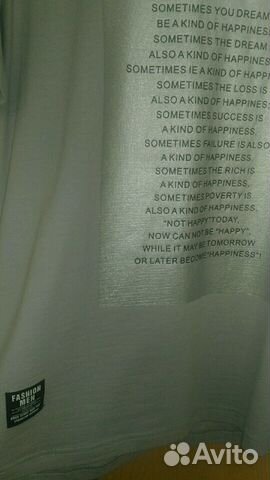 SOMETIMES YOU DREAM
BE A KIND OF HAPPINES
SOMETIMES THE DREAM
ALSO A KIND OF HAPPINES
SOMETIMES IE A KIND OF HAPPI
SOMETIMES THE LOSS IS
ALSO A KIND OF HAPPINES
SOMETIMES SUCCESS IS
A KIND OF HAPPINESS,
SOMETIMES FAILURE IS ALSO
A KIND OF HAPPINESS.
SOMETIMES THE RICH IS
A KIND OF HAPPINESS,
SOMETIMES POVERTY IS
ALSO A KIND OF HAPPINESS.
"NOT HAPPY" TODAY,
NOW CAN NOT BE "HAPPY",
WHILE IT MAY BE TOMORROW
OR LATER BECOME "HAPPINESS"!
FASHION
MEN
Avito